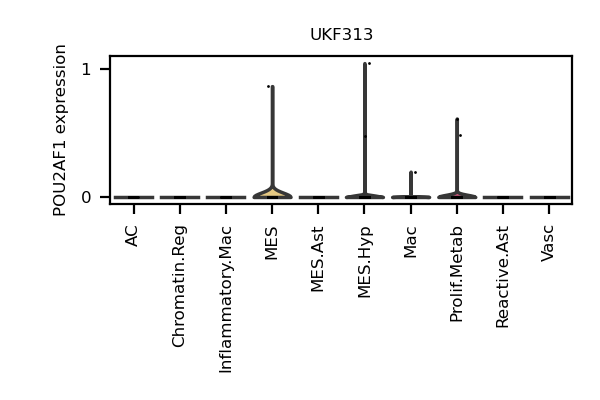 UKF313
POU2AF1 expression
1
0
AC
Chromatin.Reg
Inflammatory.Mac
MES
MES.Ast
MES.Hyp
Mac
Prolif.Metab
Reactive.Ast
Vasc